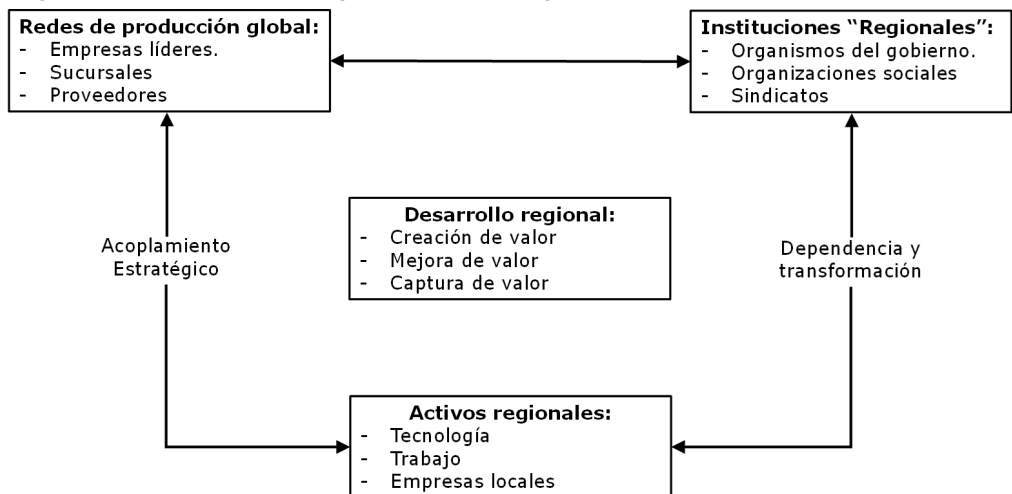 Redes de producción global:
- Empresas líderes.
- Sucursales
- Proveedores
Instituciones “Regionales”:
- Organismos del gobierno.
- Organizaciones sociales
- Sindicatos
Desarrollo regional:
- Creación de valor
- Mejora de valor
- Captura de valor
Acoplamiento
Estratégico
Dependencia y
transformación
Activos regionales:
- Tecnología
- Trabajo
- Empresas locales